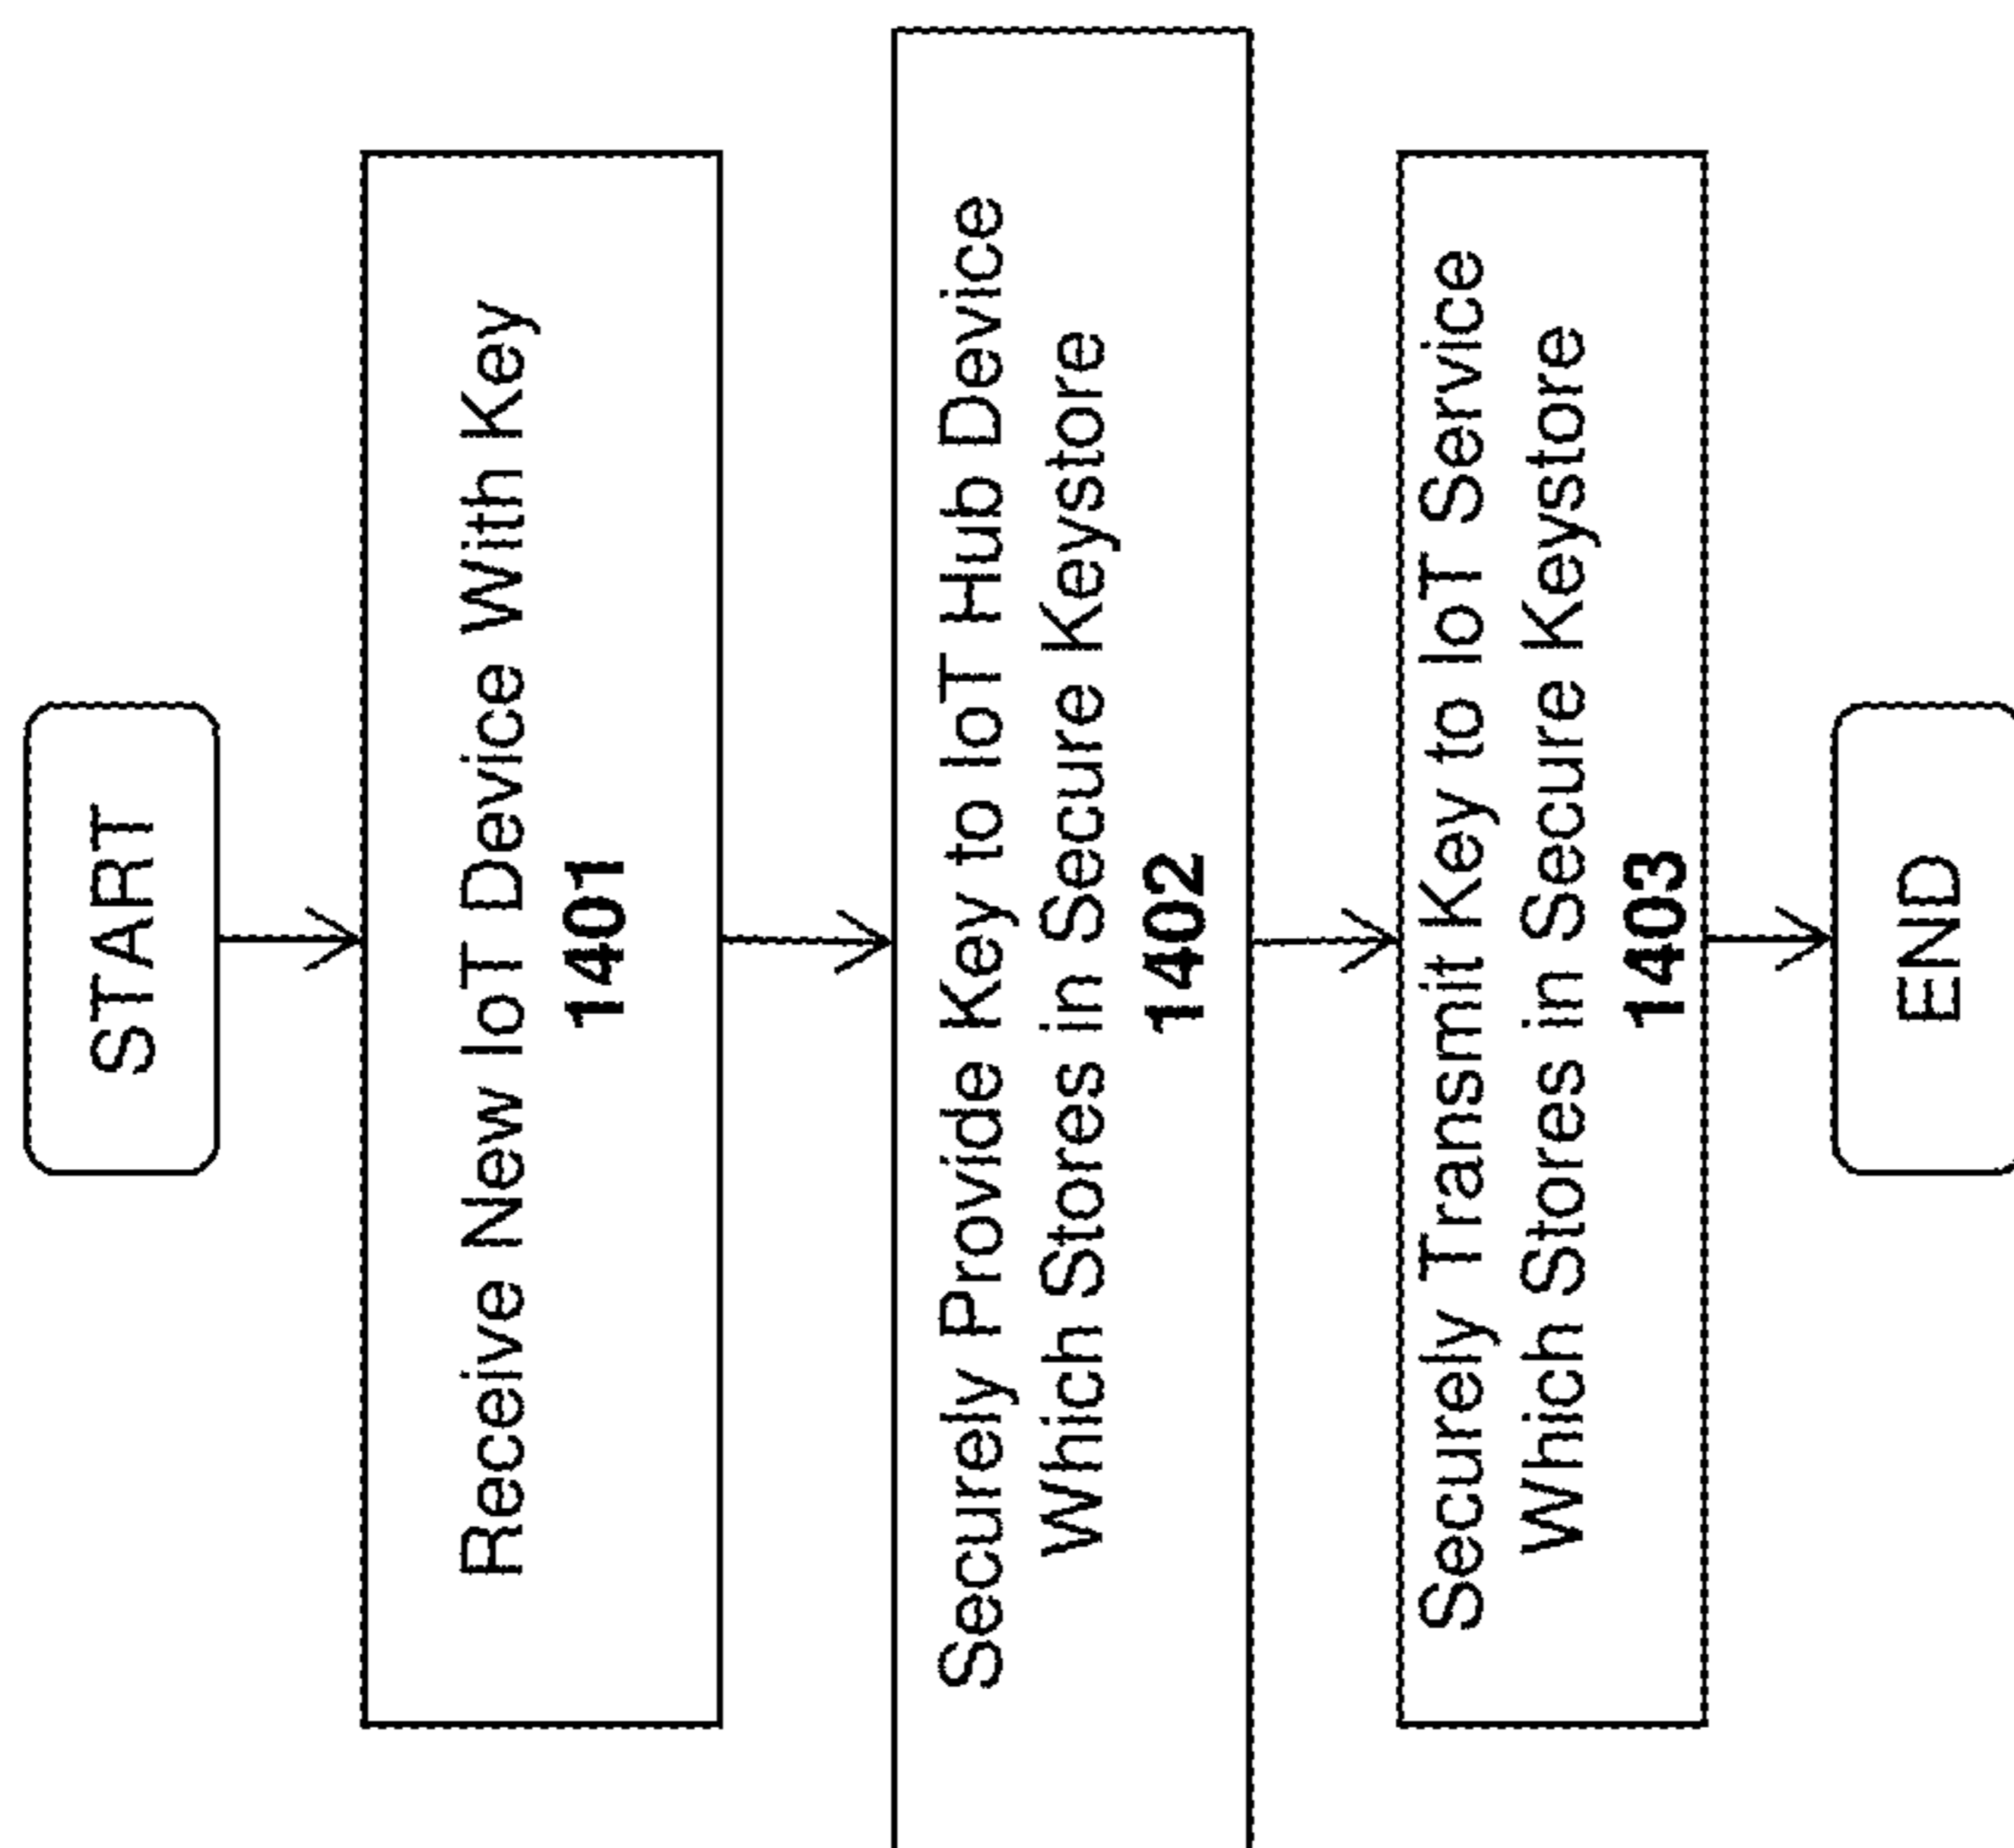 START
Receive New IoT Device With Key
1401
Securely Provide Key to IoT Hub Device
Which Stores in Secure Keystore
1402
Securely Transmit Key to IoT Service
Which Stores in Secure Keystore
1403
END